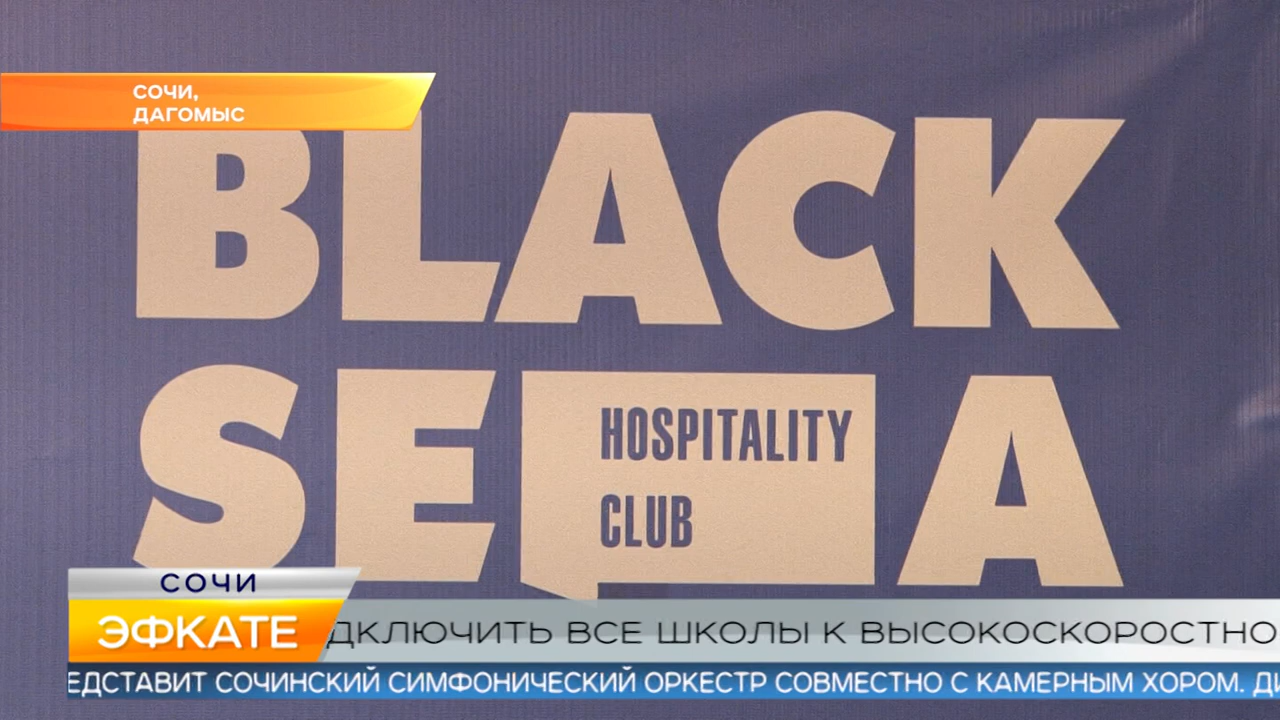 СОЧИ,
ДАГОМЫС
BLACK
SE A
HOSPITALITY
CLUB
СОЧИ
ЭФКАТЕ
ДКЛЮЧИТЬ ВСЕ ШКОЛЫ К ВЫСОКОСКОРОСТНО
ЕДСТАВИТ СОЧИНСКИЙ СИМФОНИЧЕСКИЙ ОРКЕСТР СОВМЕСТНО С КАМЕРНЫМ ХОРОМ. ДИ